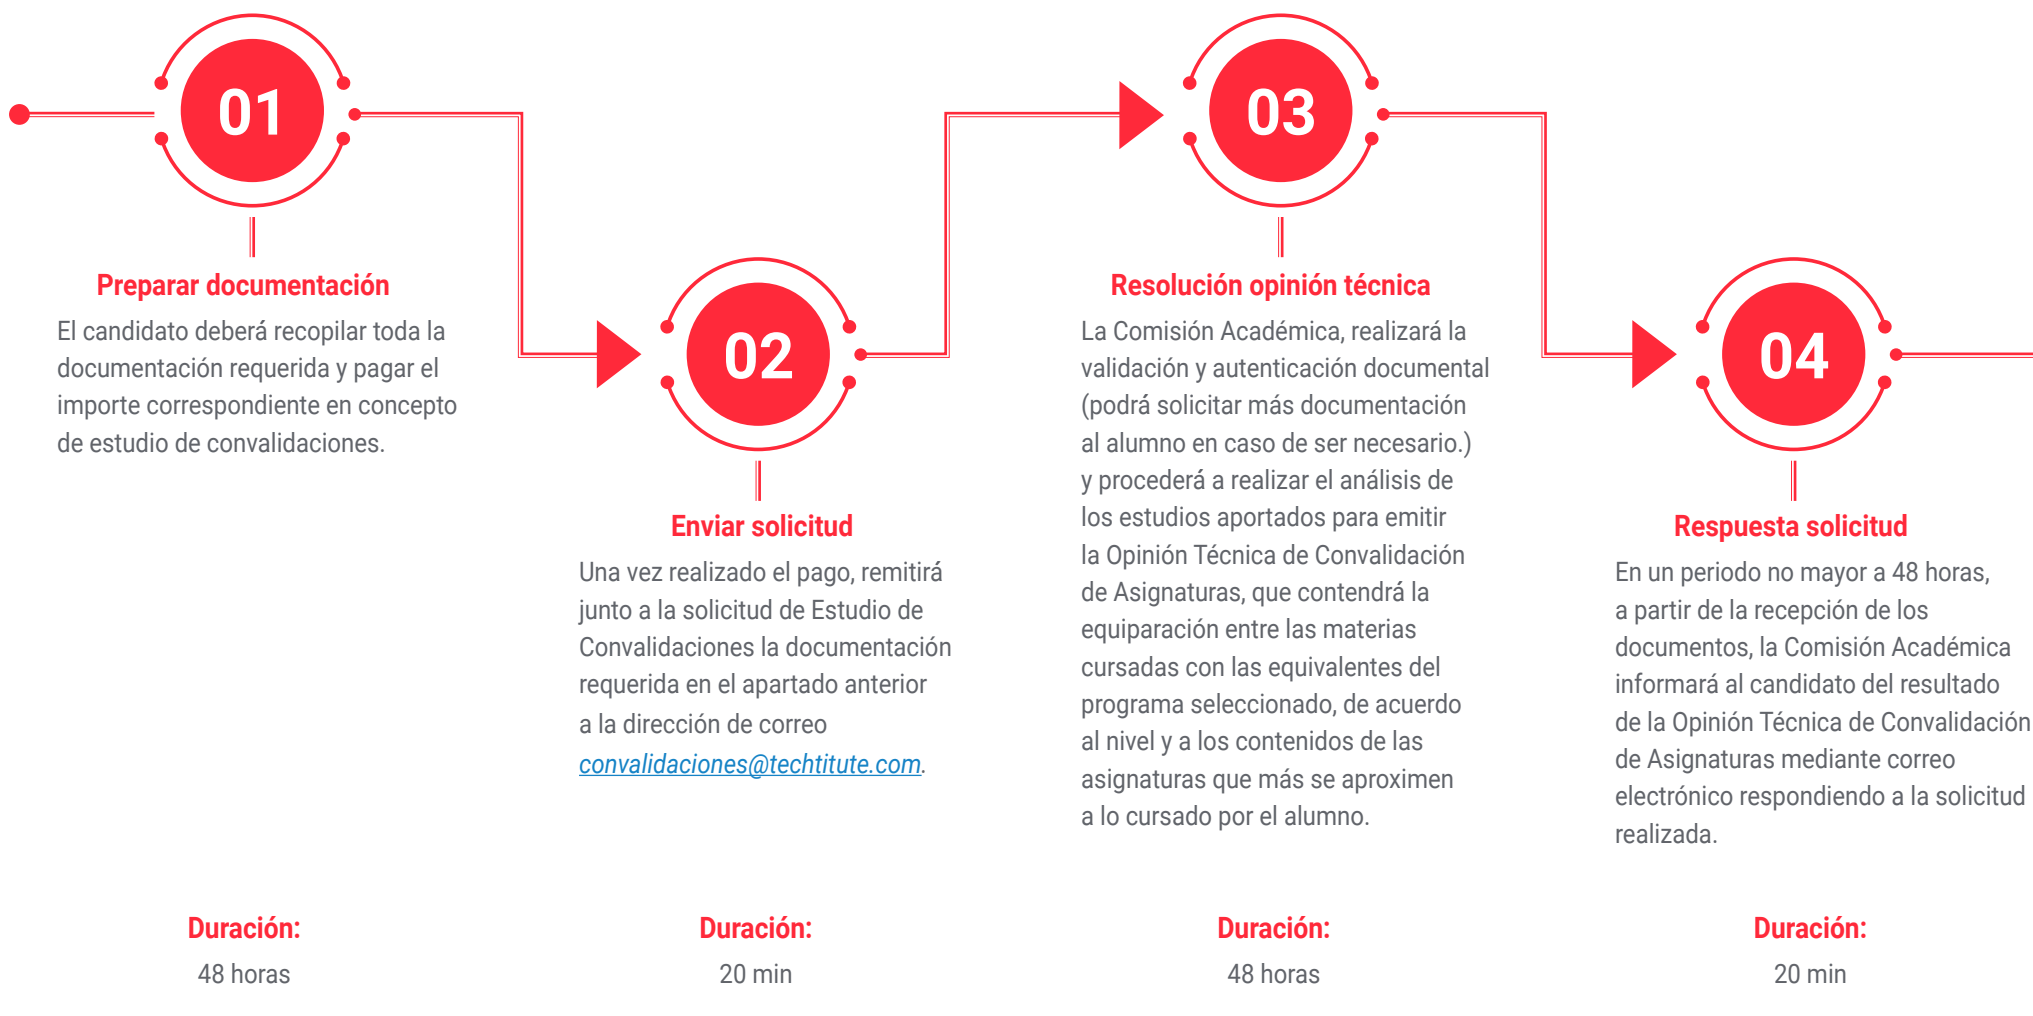 01
Preparar documentación
El candidato deberá recopilar toda la
documentación requerida y pagar el
importe correspondiente en concepto
de estudio de convalidaciones.
Duración:
48 horas
02
Enviar solicitud
Una vez realizado el pago, remitirá
junto a la solicitud de Estudio de
Convalidaciones la documentación
requerida en el apartado anterior
a la dirección de correo
convalidaciones@techtitute.com.
Duración:
20 min
03
Resolución opinión técnica
La Comisión Académica, realizará la
validación y autenticación documental
(podrá solicitar más documentación
al alumno en caso de ser necesario.)
y procederá a realizar el análisis de
los estudios aportados para emitir
la Opinión Técnica de Convalidación
de Asignaturas, que contendrá la
equiparación entre las materias
cursadas con las equivalentes del
programa seleccionado, de acuerdo
al nivel y a los contenidos de las
asignaturas que más se aproximen
a lo cursado por el alumno.
Duración:
48 horas
04
Respuesta solicitud
En un periodo no mayor a 48 horas,
a partir de la recepción de los
documentos, la Comisión Académica
informará al candidato del resultado
de la Opinión Técnica de Convalidación
de Asignaturas mediante correo
electrónico respondiendo a la solicitud
realizada.
Duración:
20 min